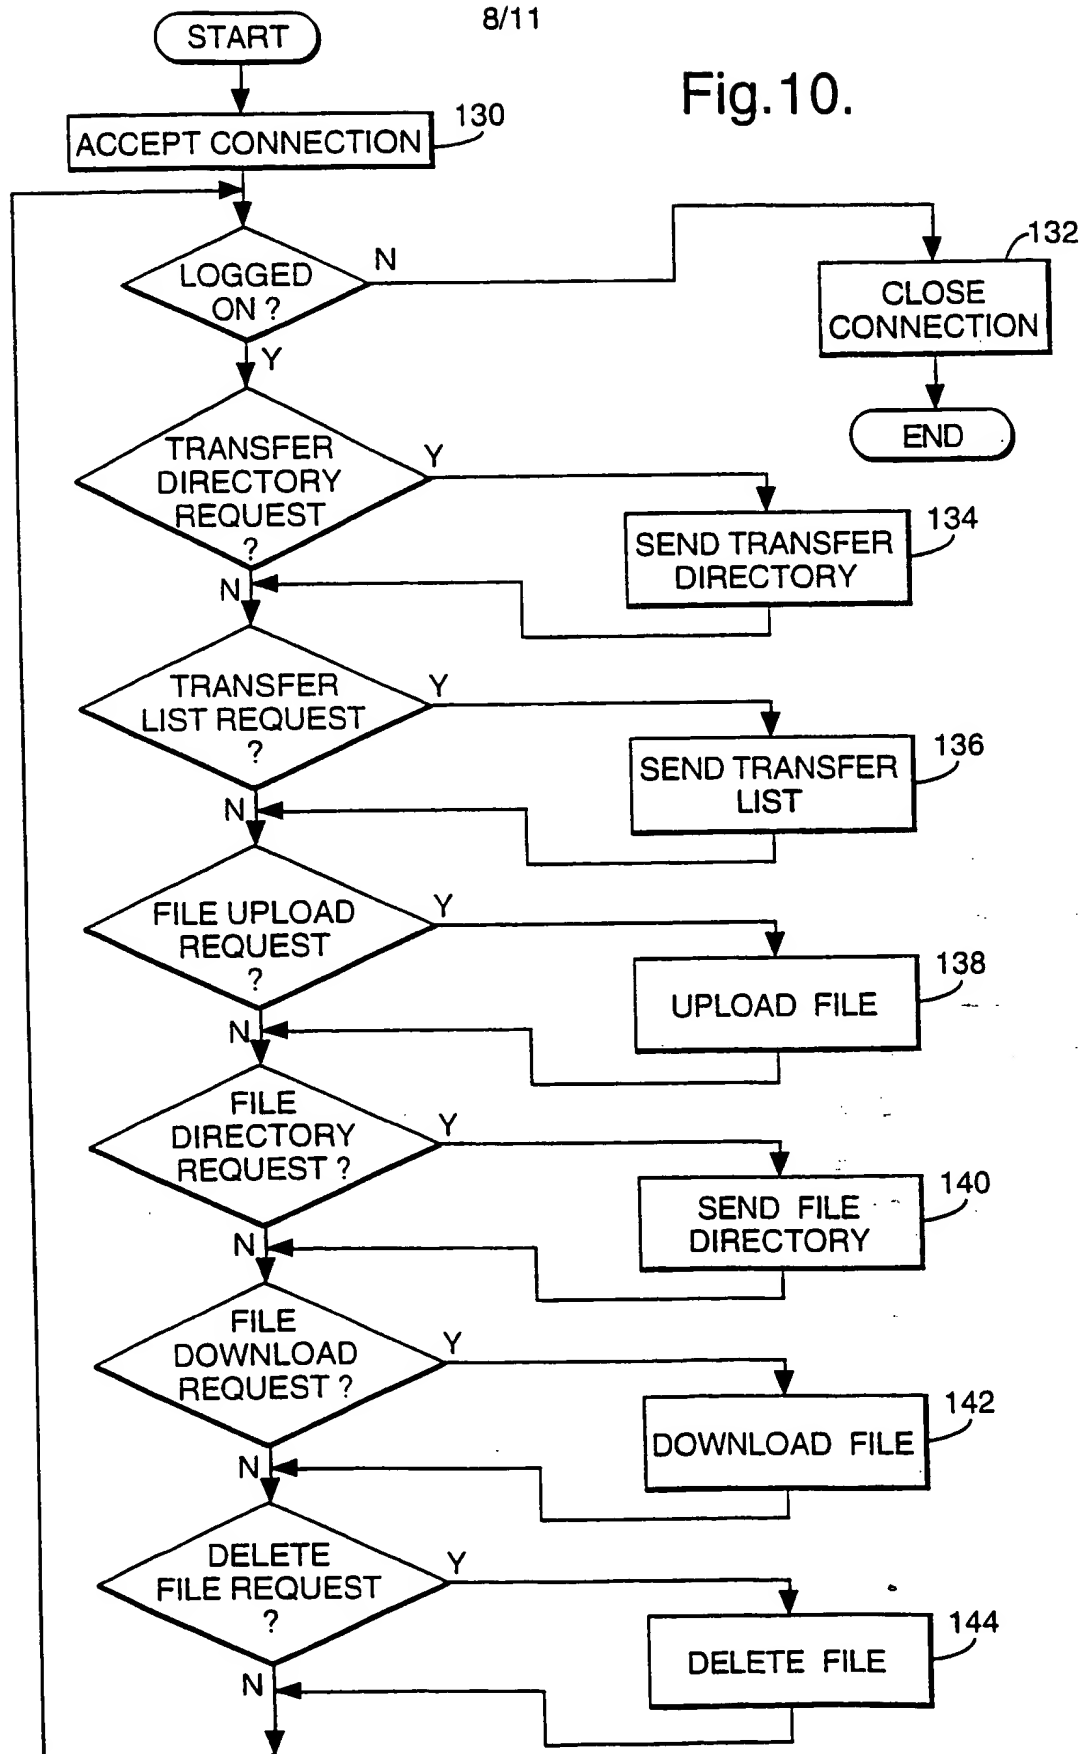 8/11
START
Fig.10.
130
ACCEPT CONNECTION
N
132
LOGGED
ON ?
CLOSE
CONNECTION
Y
END
TRANSFER
DIRECTORY
REQUEST
?
Y
134
SEND TRANSFER
DIRECTORY
N
TRANSFER
LIST REQUEST
?
Y
136
SEND TRANSFER
LIST
N
FILE UPLOAD
REQUEST
?
Y
138
UPLOAD FILE
N
FILE
DIRECTORY
REQUEST ?
Y
140
SEND FILE
DIRECTORY
N
FILE
DOWNLOAD
REQUEST ?
Y
142
DOWNLOAD FILE
N
DELETE
FILE REQUEST
?
Y
144
DELETE FILE
N